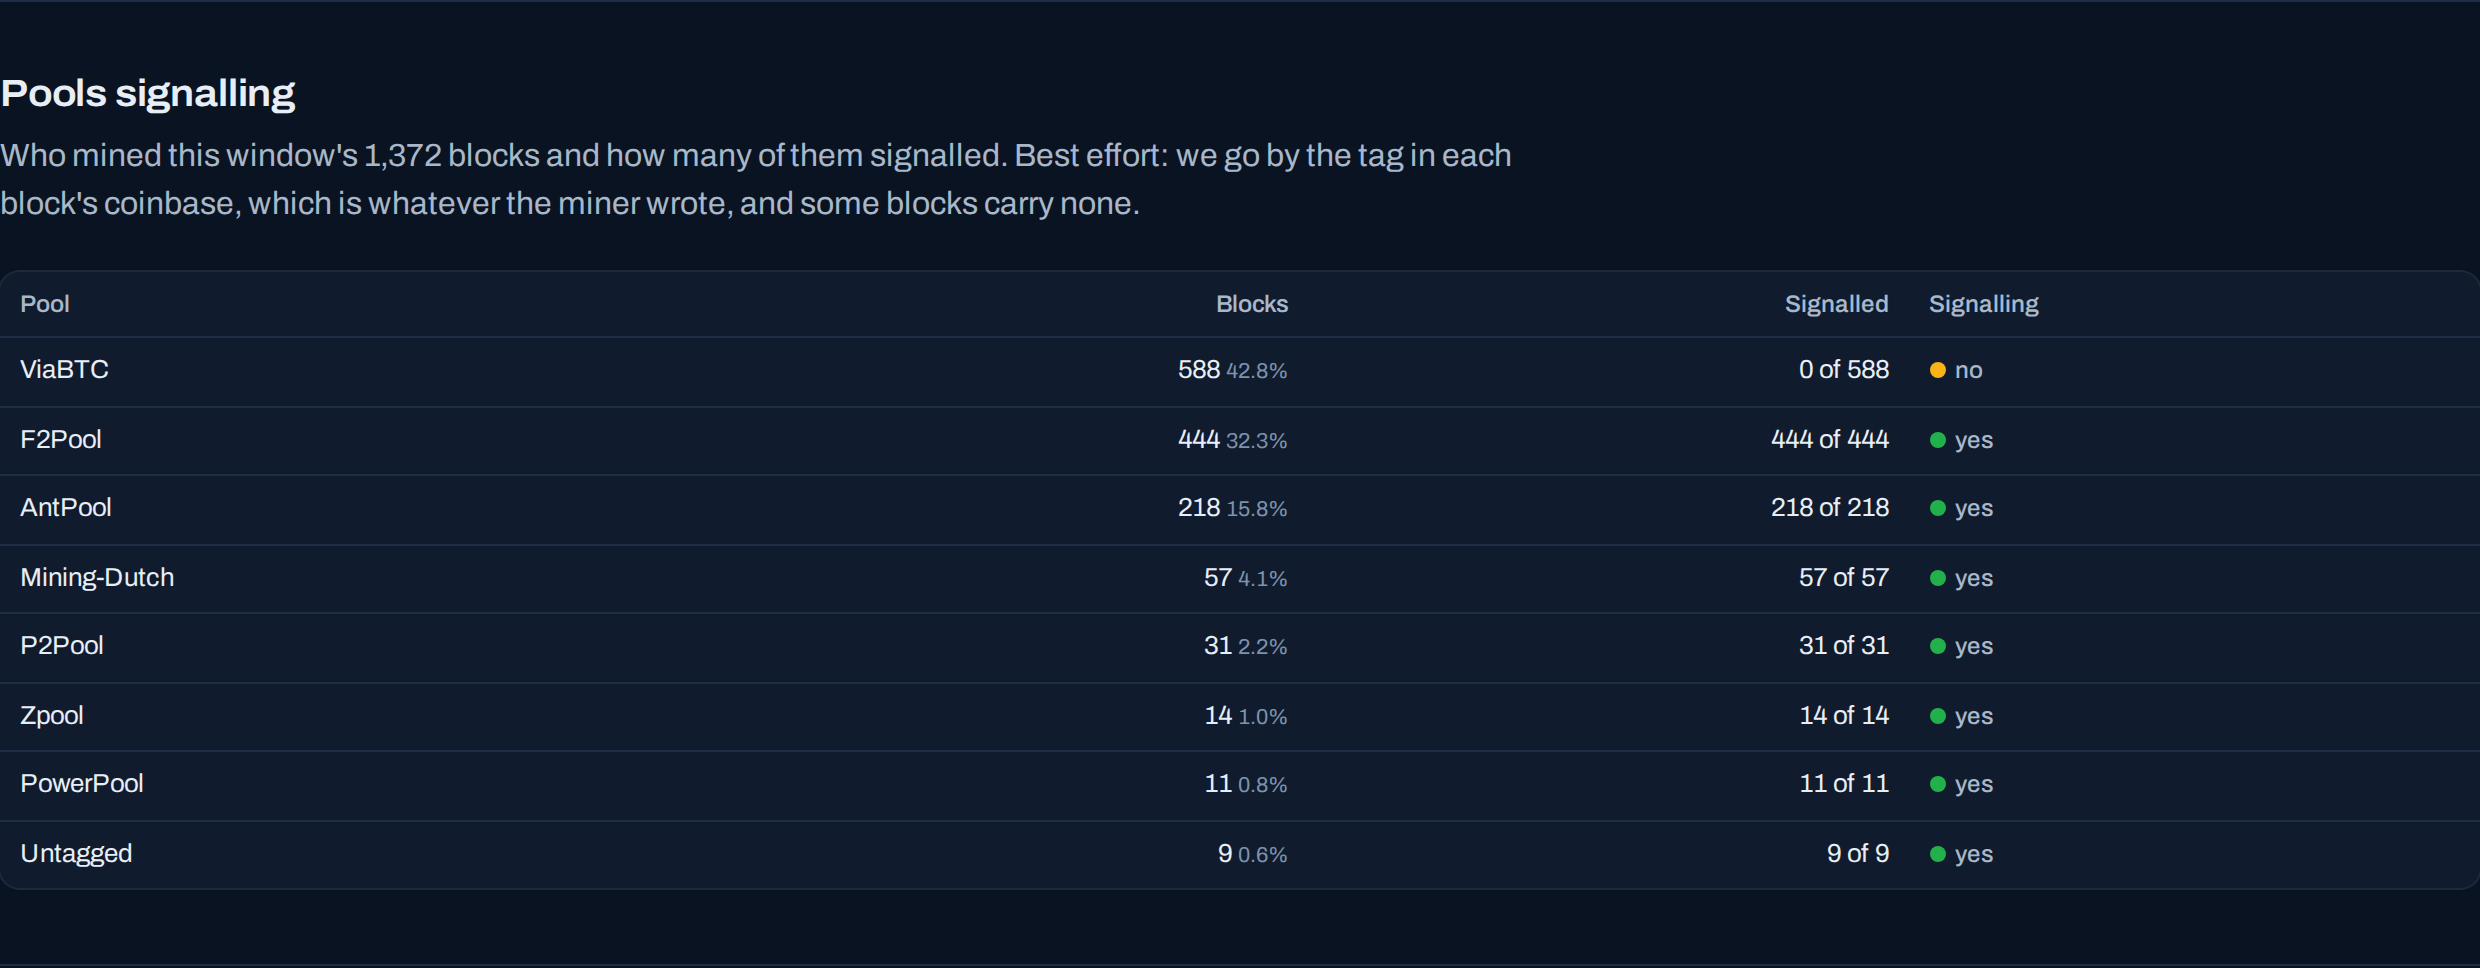 Pools signalling
Who mined this window's 1,372 blocks and how many of them signalled. Best effort: we go by the tag in each
block's coinbase, which is whatever the miner wrote, and some blocks carry none.
Pool Blocks Signalled Signalling
ViaBTC 588 42.8% 0 of 588 no
F2Pool 444 32.3% 444 of 444 yes
AntPool 218 15.8% 218 of 218 yes
Mining-Dutch 57 4.1% 57 of 57 yes
P2Pool 31 2.2% 31 of 31 yes
Zpool 14 1.0% 14 of 14 yes
PowerPool 11 0.8% 11 of 11 yes
Untagged 9 0.6% 9 of 9 yes